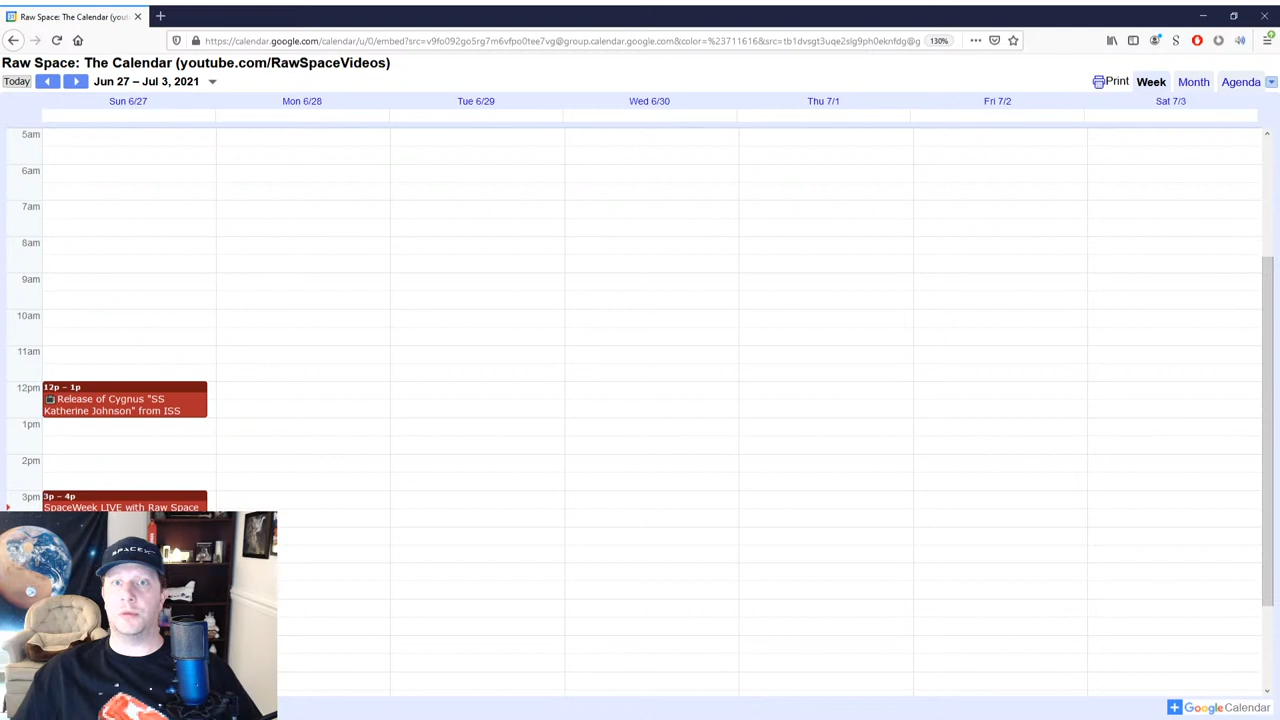 Raw Space: The Calendar (yout
https://calendar.google.com/calendar/u/0/embed?src=v9fo092go5rg7m6vfpo0tee7vg@group.calendar.google.com&color=%23711616&src=tb1dvsgt3uqe2slg9ph0eknfdg@g
130%
Raw Space: The Calendar (youtube.com/RawSpaceVideos)
Today Jun 27 – Jul 3, 2021 Print Week Month Agenda
Sun 6/27 Mon 6/28 Tue 6/29 Wed 6/30 Thu 7/1 Fri 7/2 Sat 7/3
5am
6am
7am
8am
9am
10am
11am
12pm
12p – 1p
Release of Cygnus "SS
Katherine Johnson" from ISS
1pm
2pm
3pm
3p – 4p
SpaceWeek LIVE with Raw Space
SPACEX
Google Calendar